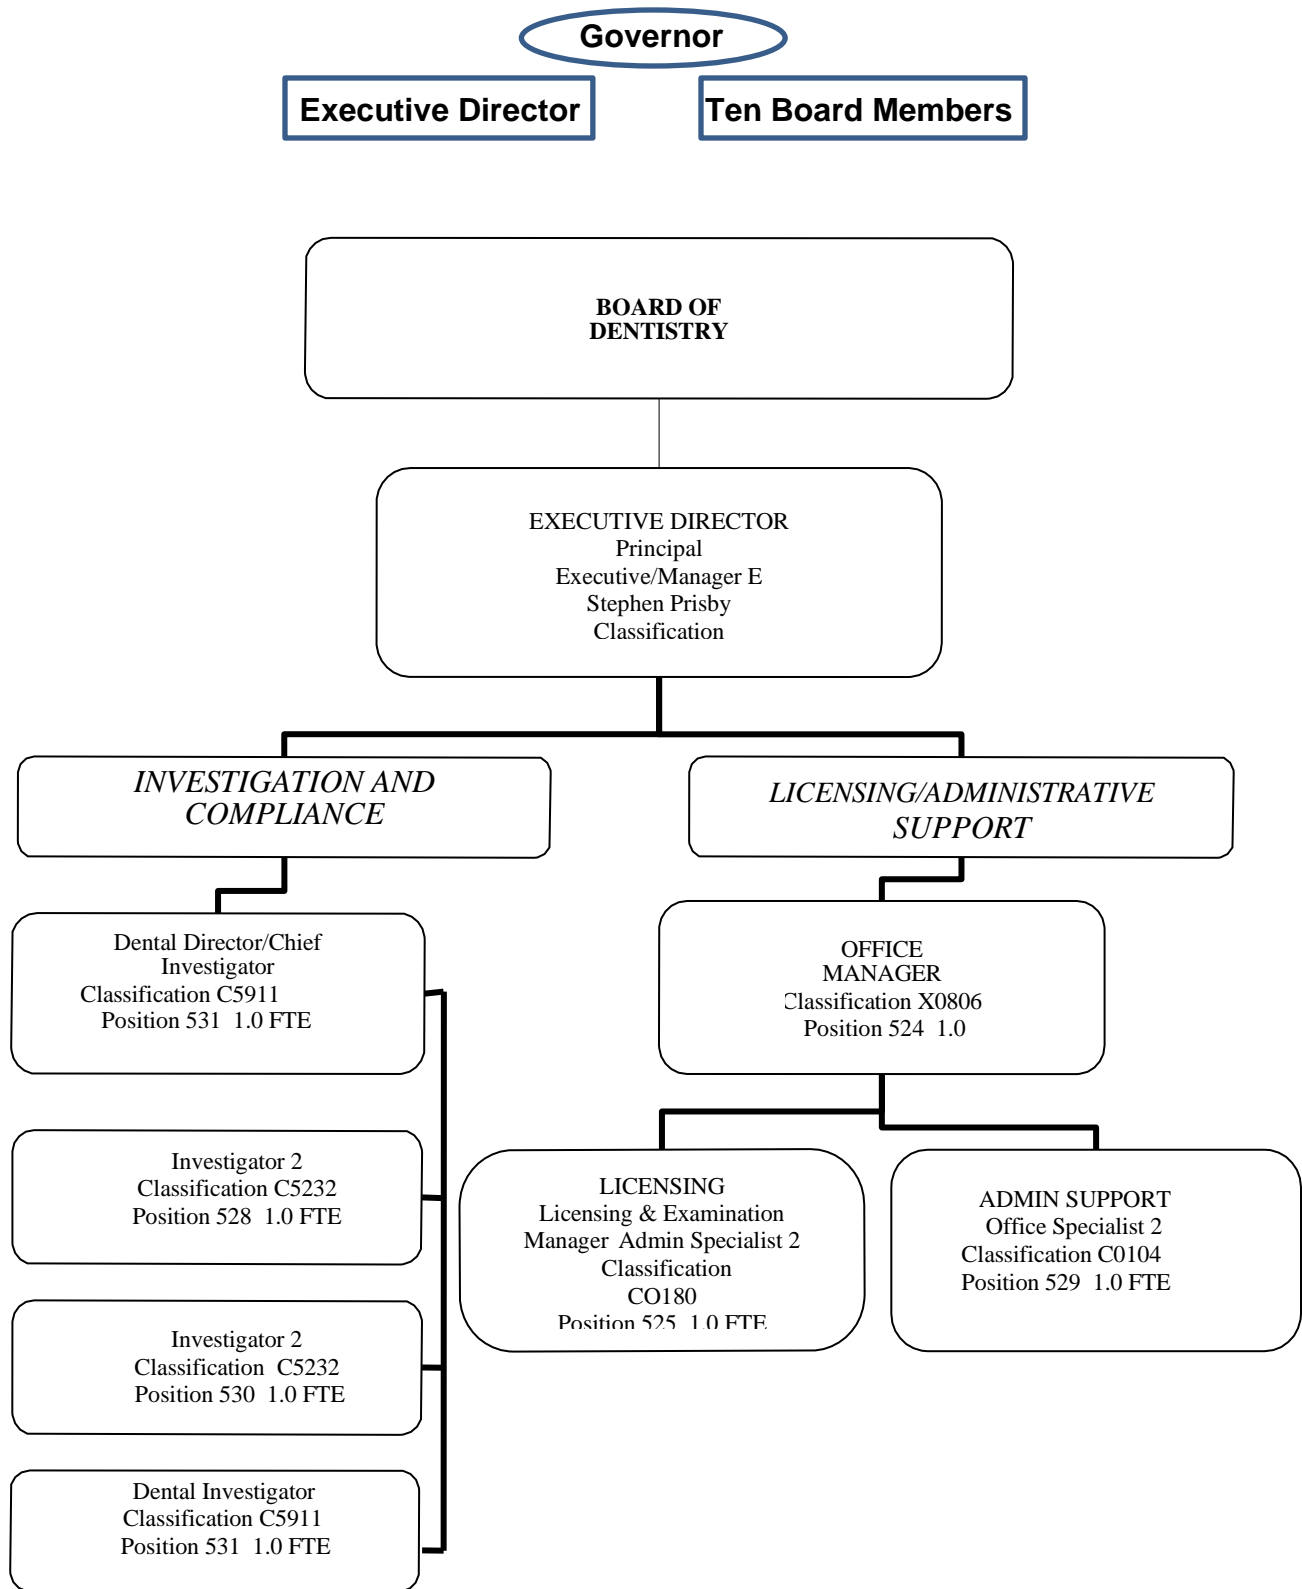 Governor
Executive Director
Ten Board Members
BOARD OF
DENTISTRY
EXECUTIVE DIRECTOR
Principal
Executive/Manager E
Stephen Prisby
Classification
INVESTIGATION AND
COMPLIANCE
LICENSING/ADMINISTRATIVE
SUPPORT
Dental Director/Chief
Investigator
Classification C5911
Position 531 1.0 FTE
OFFICE
MANAGER
Classification X0806
Position 524 1.0
Investigator 2
Classification C5232
Position 528 1.0 FTE
LICENSING
Licensing & Examination
Manager Admin Specialist 2
Classification
CO180
Position 525 1.0 FTE
ADMIN SUPPORT
Office Specialist 2
Classification C0104
Position 529 1.0 FTE
Investigator 2
Classification C5232
Position 530 1.0 FTE
Dental Investigator
Classification C5911
Position 531 1.0 FTE